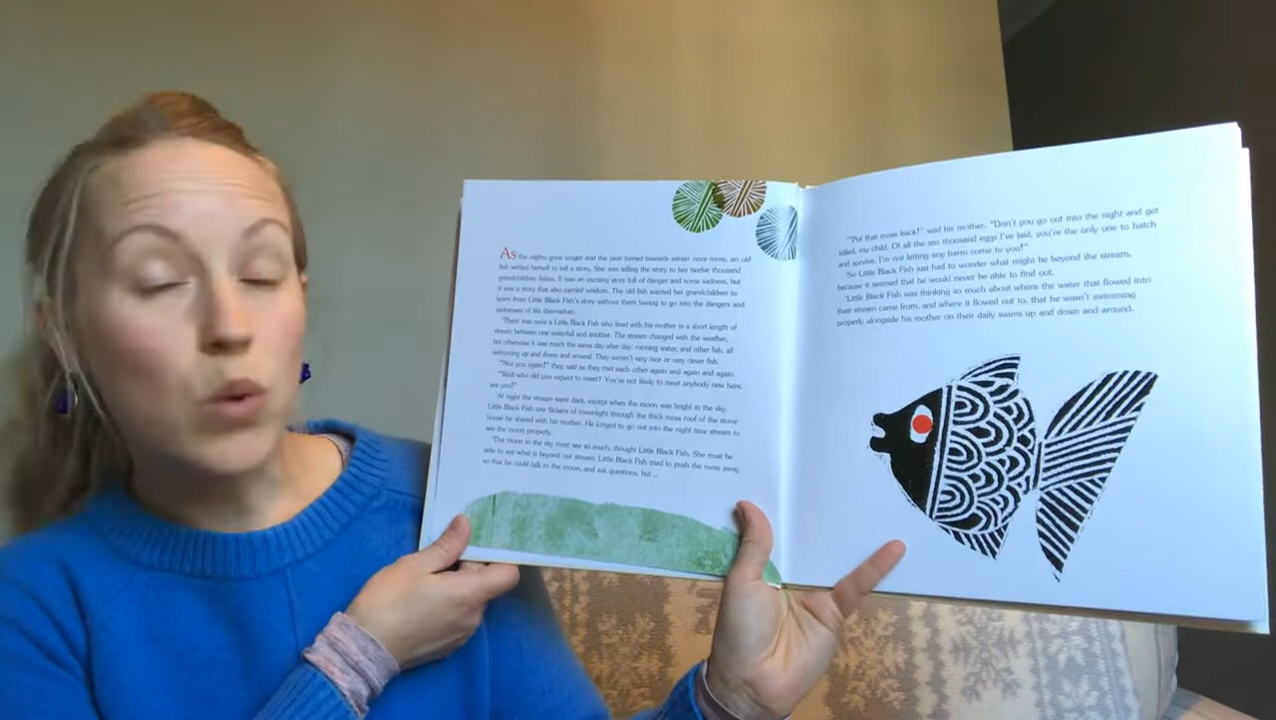 As the nights grew longer and the year turned towards winter once more, an old
fish settled herself to tell a story. She was telling the story to her twelve thousand
grandchildren fishes. It was an exciting story full of danger and some sadness, but
it was a story that also carried wisdom. The old fish wanted her grandchildren to
learn from Little Black Fish's story without them having to go into the dangers and
sadnesses of life themselves.
'There was once a Little Black Fish who lived with his mother in a short length of
stream between one waterfall and another. The stream changed with the weather,
but otherwise it was much the same day after day: running water, and other fish, all
swimming up and down and around. They weren't very nice or very clever fish.
'"Not you again!" they said as they met each other again and again and again.
'"Well who did you expect to meet? You're not likely to meet anybody new here,
are you?"
'At night the stream went dark, except when the moon was bright in the sky.
Little Black Fish saw flickers of moonlight through the thick moss roof of the stone
house he shared with his mother. He longed to go out into the night time stream to
see the moon properly.
'The moon in the sky must see so much, thought Little Black Fish. She must be
able to see what is beyond our stream. Little Black Fish tried to push the moss away
so that he could talk to the moon, and ask questions, but ...
'"Put that moss back!" said his mother. "Don't you go out into the night and get
killed, my child. Of all the ten thousand eggs I've laid, you're the only one to hatch
and survive. I'm not letting any harm come to you!"
'So Little Black Fish just had to wonder what might be beyond the stream,
because it seemed that he would never be able to find out.
'Little Black Fish was thinking so much about where the water that flowed into
their stream came from, and where it flowed out to, that he wasn't swimming
properly alongside his mother on their daily swims up and down and around.